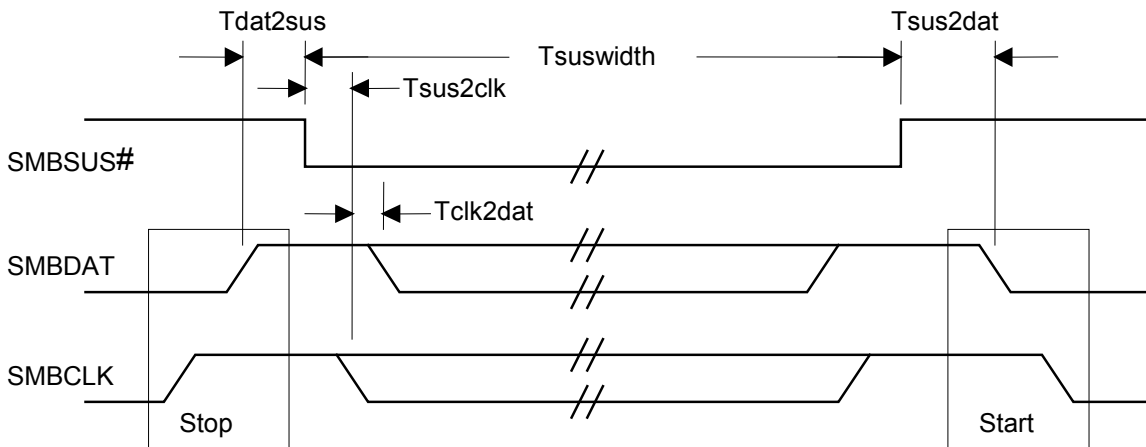 Tdat2sus
Tsus2dat
Tsuswidth
Tsus2clk
SMBSUS#
Tclk2dat
SMBDAT
SMBCLK
Stop
Start